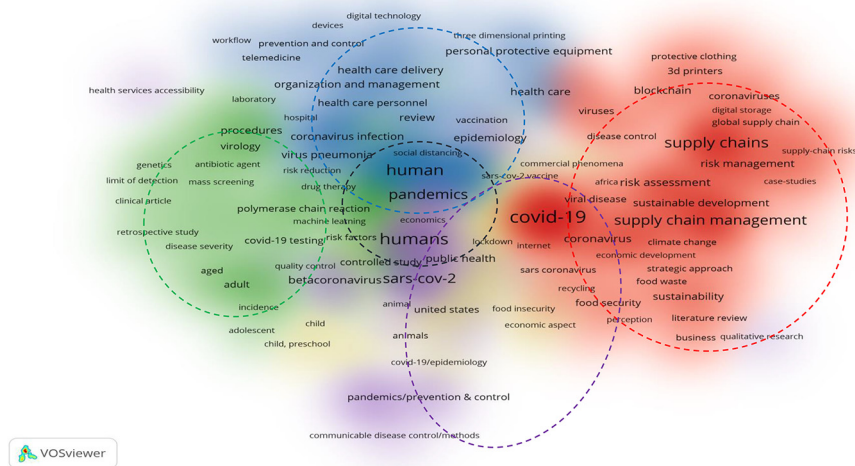 digital technology
devices
three dimensional printing
workflow
prevention and control
personal protective equipment
telemedicine
protective clothing
health care delivery
3d printers
organization and management
health services accessibility
health care
blockchain
coronaviruses
laboratory
health care personnel
digital storage
viruses
hospital
review
vaccination
global supply chain
procedures
coronavirus infection
epidemiology
disease control
supply chains
virology
virus pneumonia
social distancing
supply-chain risks
genetics
antibiotic agent
risk reduction
human
commercial phenomena
risk management
limit of detection
mass screening
drug therapy
sars-cov-2 vaccine
africa
risk assessment
case-studies
clinical article
pandemics
viral disease
sustainable development
polymerase chain reaction
machine learning
economics
covid-19
supply chain management
retrospective study
disease severity
covid-19 testing
risk factors
humans
lockdown
internet
coronavirus
climate change
quality control
controlled study
public health
economic development
aged
adult
betacoronavirus
sars-cov-2
sars coronavirus
strategic approach
recycling
food waste
incidence
animal
united states
food insecurity
food security
sustainability
adolescent
child
economic aspect
perception
literature review
child, preschool
animals
business
qualitative research
covid-19/epidemiology
pandemics/prevention & control
communicable disease control/methods
VOSviewer